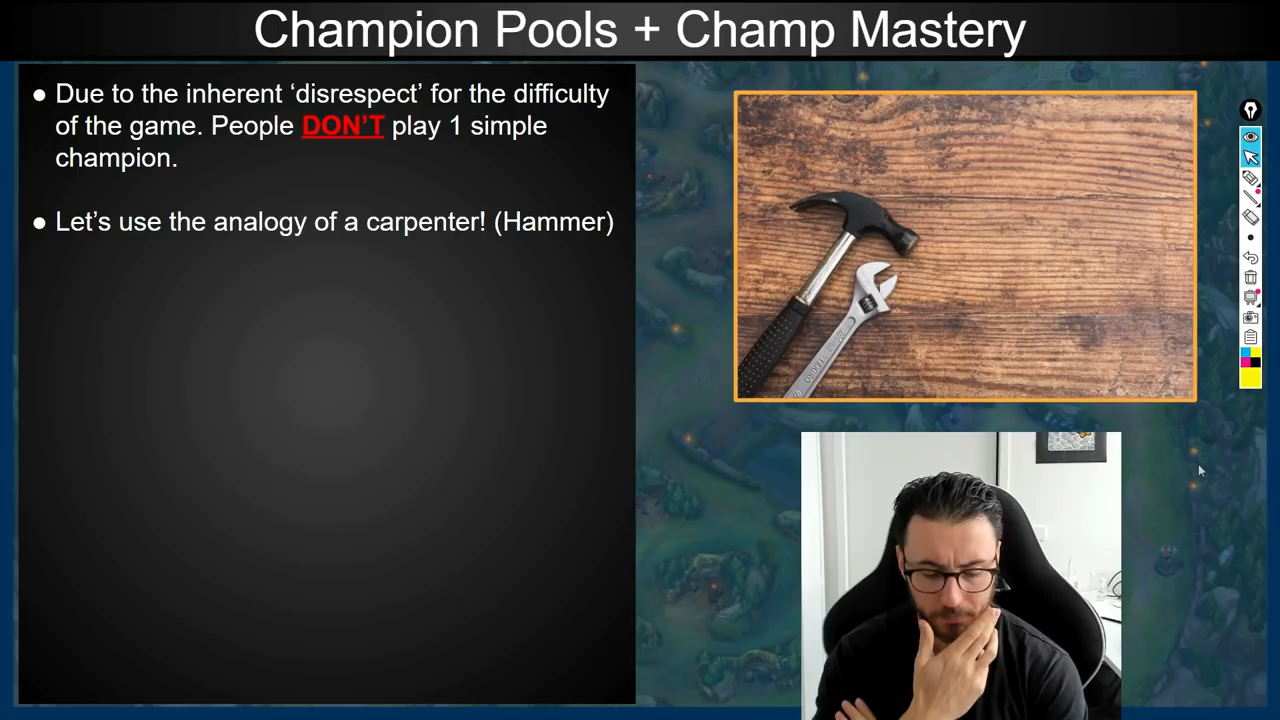 Champion Pools + Champ Mastery
● Due to the inherent ‘disrespect’ for the difficulty
of the game. People DON’T play 1 simple
champion.
● Let’s use the analogy of a carpenter! (Hammer)